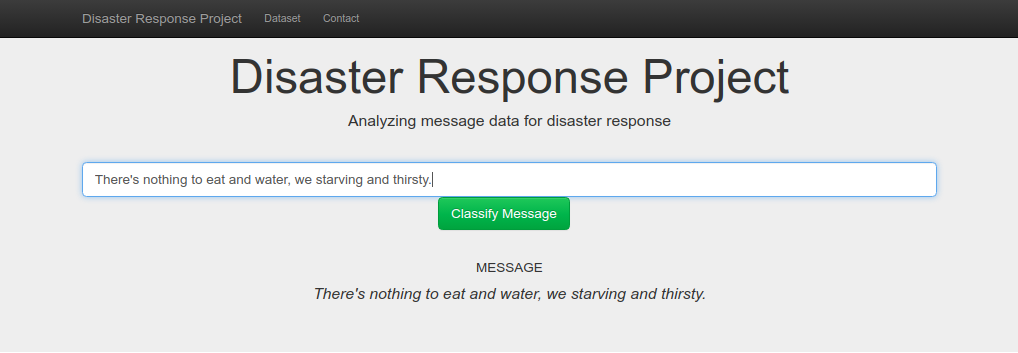 Disaster Response Project Dataset Contact
Disaster Response Project
Analyzing message data for disaster response
There's nothing to eat and water, we starving and thirsty.
Classify Message
MESSAGE
There's nothing to eat and water, we starving and thirsty.